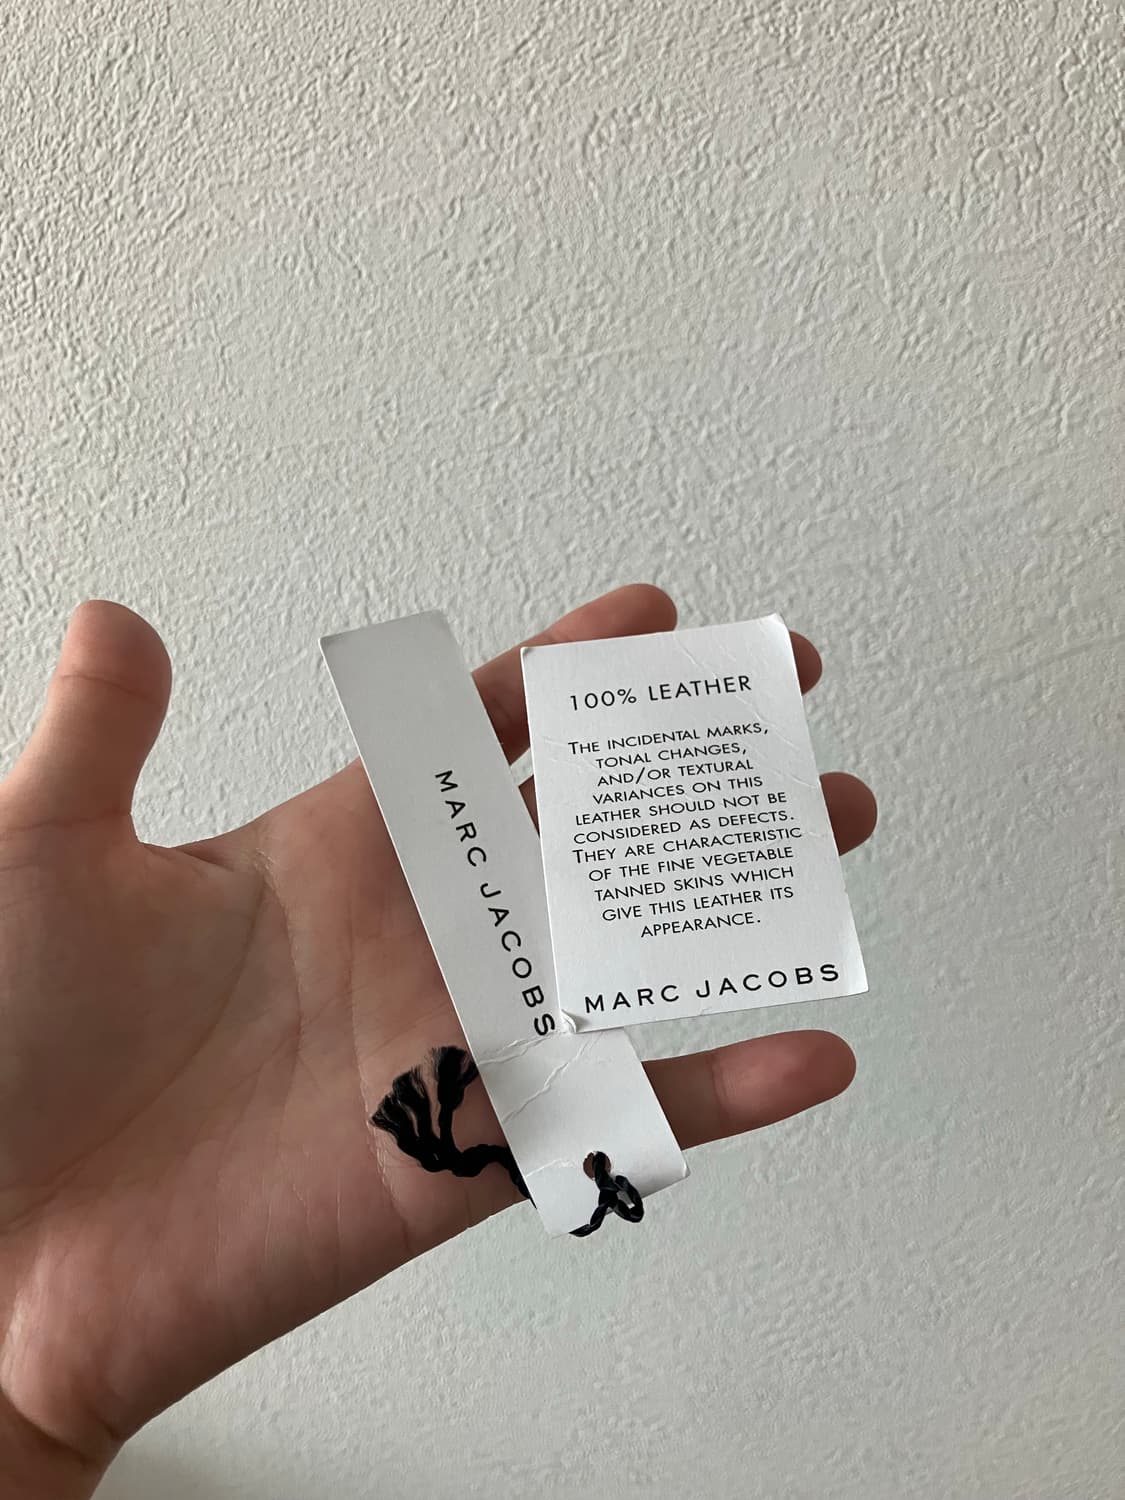 MARC JACOBS
100% LEATHER
THE INCIDENTAL MARKS,
TONAL CHANGES,
AND/OR TEXTURAL
VARIANCES ON THIS
LEATHER SHOULD NOT BE
CONSIDERED AS DEFECTS.
THEY ARE CHARACTERISTIC
OF THE FINE VEGETABLE
TANNED SKINS WHICH
GIVE THIS LEATHER ITS
APPEARANCE.
MARC JACOBS